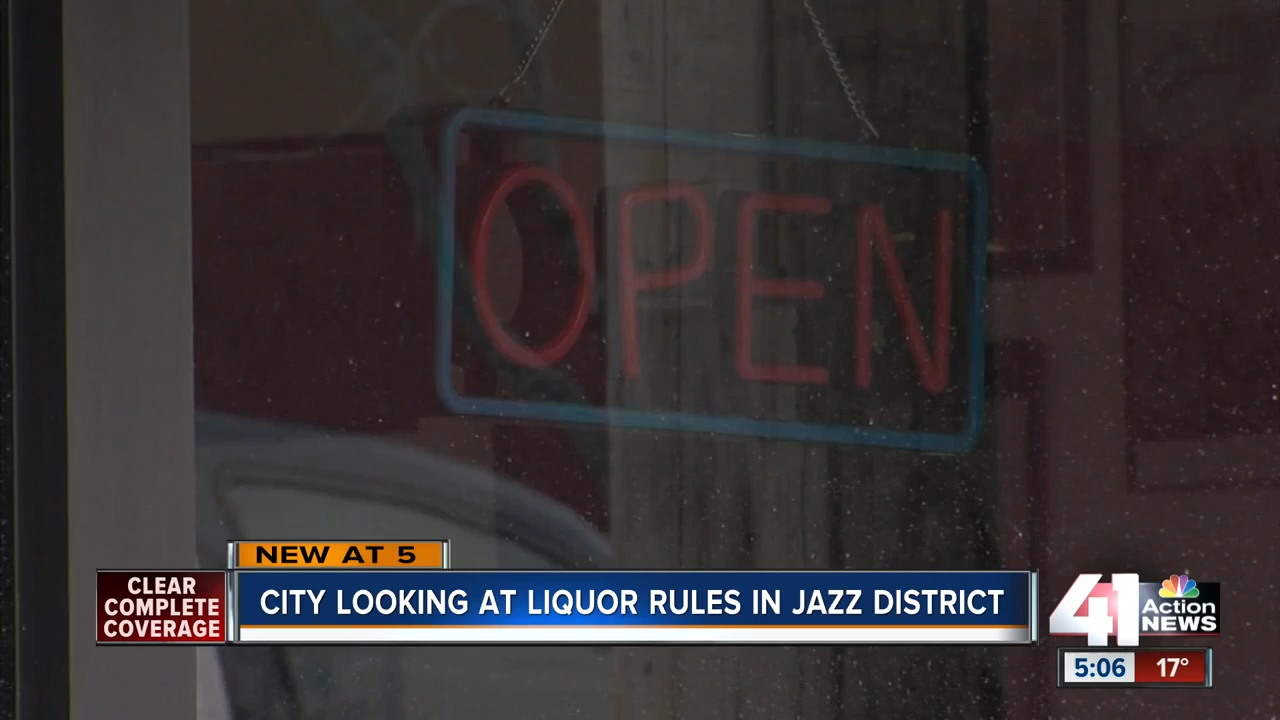 OPEN
NEW AT 5
CLEAR
COMPLETE
COVERAGE
CITY LOOKING AT LIQUOR RULES IN JAZZ DISTRICT
41
Action
NEWS
5:06 17°